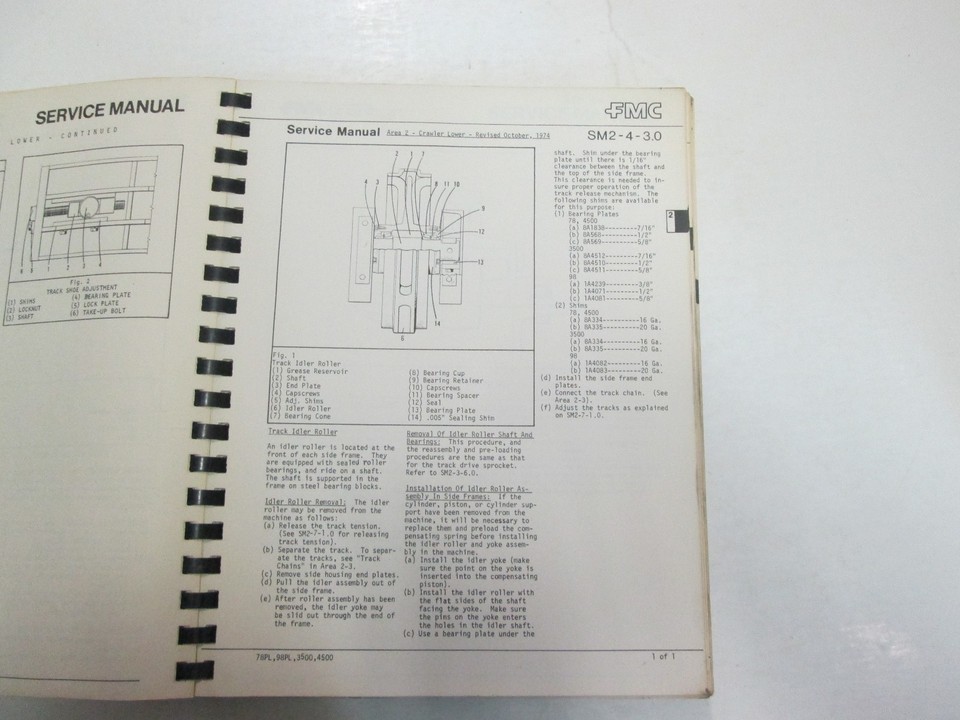 SERVICE MANUAL
LOWER - CONTINUED
Fig. 2
TRACK SHOE ADJUSTMENT
(1) SHIMS
(2) LOCKNUT
(3) SHAFT
(4) BEARING PLATE
(5) LOCK PLATE
(6) TAKE-UP BOLT
FMC
Service Manual Area 2 - Crawler Lower - Revised October, 1974
SM2-4-3.0
2 1 7
4 3 8 11 10
9
12
13
14
6
Fig. 1
Track Idler Roller
(1) Grease Reservoir
(2) Shaft
(3) End Plate
(4) Capscrews
(5) Adj. Shims
(6) Idler Roller
(7) Bearing Cone
(8) Bearing Cup
(9) Bearing Retainer
(10) Capscrews
(11) Bearing Spacer
(12) Seal
(13) Bearing Plate
(14) .005" Sealing Shim
Track Idler Roller
An idler roller is located at the
front of each side frame. They
are equipped with sealed roller
bearings, and ride on a shaft.
The shaft is supported in the
frame on steel bearing blocks.
Idler Roller Removal: The idler
roller may be removed from the
machine as follows:
(a) Release the track tension.
(See SM2-7-1.0 for releasing
track tension).
(b) Separate the track. To separ-
ate the tracks, see "Track
Chains" in Area 2-3.
(c) Remove side housing end plates.
(d) Pull the idler assembly out of
the side frame.
(e) After roller assembly has been
removed, the idler yoke may
be slid out through the end of
the frame.
Removal Of Idler Roller Shaft And
Bearings: This procedure, and
the reassembly and pre-loading
procedures are the same as that
for the track drive sprocket.
Refer to SM2-3-6.0.
Installation Of Idler Roller As-
sembly In Side Frames: If the
cylinder, piston, or cylinder sup-
port have been removed from the
machine, it will be necessary to
replace them and preload the com-
pensating spring before installing
the idler roller and yoke assem-
bly in the machine.
(a) Install the idler yoke (make
sure the point on the yoke is
inserted into the compensating
piston).
(b) Install the idler roller with
the flat sides of the shaft
facing the yoke. Make sure
the pins on the yoke enters
the holes in the idler shaft.
(c) Use a bearing plate under the
shaft. Shim under the bearing
plate until there is 1/16"
clearance between the shaft and
the top of the side frame.
This clearance is needed to in-
sure proper operation of the
track release mechanism. The
following shims are available
for this purpose:
(1) Bearing Plates
78, 4500
(a) 8A1838---------7/16"
(b) 8A568----------1/2"
(c) 8A569----------5/8"
3500
(a) 8A4512---------7/16"
(b) 8A4510---------1/2"
(c) 8A4511---------5/8"
98
(a) 1A4239---------3/8"
(b) 1A4071---------1/2"
(c) 1A4081---------5/8"
(2) Shims
78, 4500
(a) 8A334----------16 Ga.
(b) 8A335----------20 Ga.
3500
(a) 8A334----------16 Ga.
(b) 8A335----------20 Ga.
98
(a) 1A4082---------16 Ga.
(b) 1A4083---------20 Ga.
(d) Install the side frame end
plates.
(e) Connect the track chain. (See
Area 2-3).
(f) Adjust the tracks as explained
on SM2-7-1.0.
2
78PL,98PL,3500,4500
1 of 1